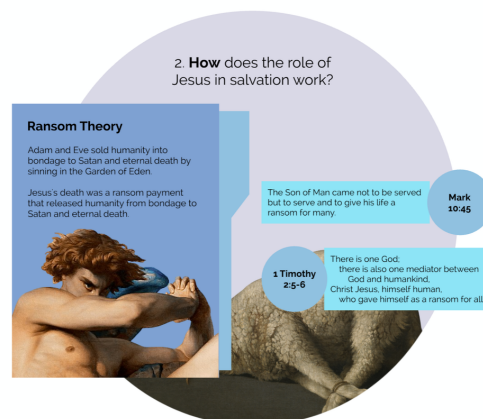 2. How does the role of
Jesus in salvation work?
Ransom Theory
Adam and Eve sold humanity into
bondage to Satan and eternal death by
sinning in the Garden of Eden.
Jesus's death was a ransom payment
that released humanity from bondage to
Satan and eternal death.
The Son of Man came not to be served
but to serve and to give his life a
ransom for many.
Mark
10:45
1 Timothy
2:5-6
There is one God;
there is also one mediator between
God and humankind,
Christ Jesus, himself human,
who gave himself as a ransom for all